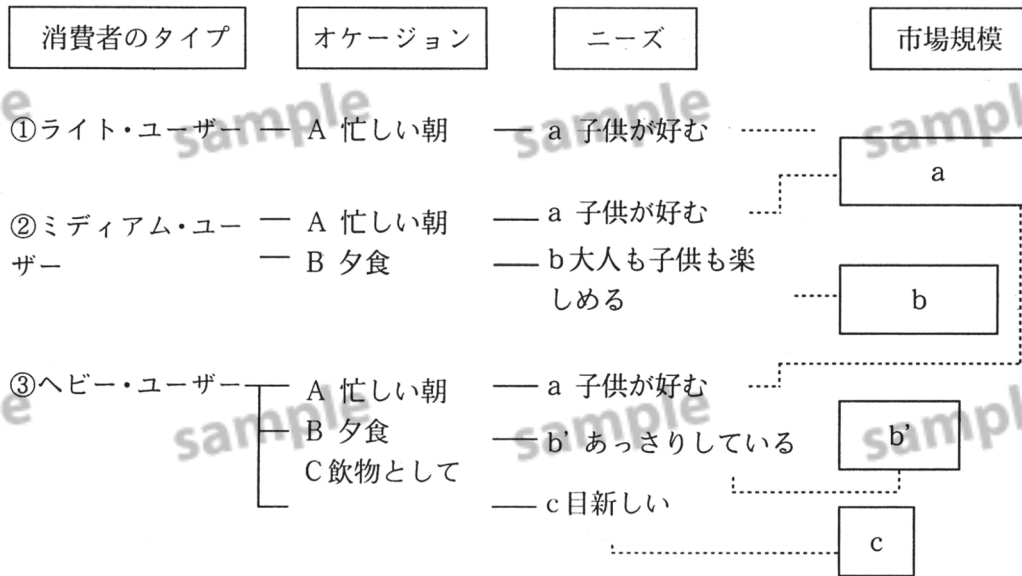 消費者のタイプ オケージョン ニーズ 市場規模
①ライト・ユーザー A 忙しい朝 a 子供が好む
a
②ミディアム・ユー
ザー
A 忙しい朝 a 子供が好む
B 夕食 b大人も子供も楽
しめる
b
③ヘビー・ユーザー A 忙しい朝 a 子供が好む
B 夕食 b’ あっさりしている
b’
C飲物として
c目新しい
c
sample
sample
sample
sample
sample
sample